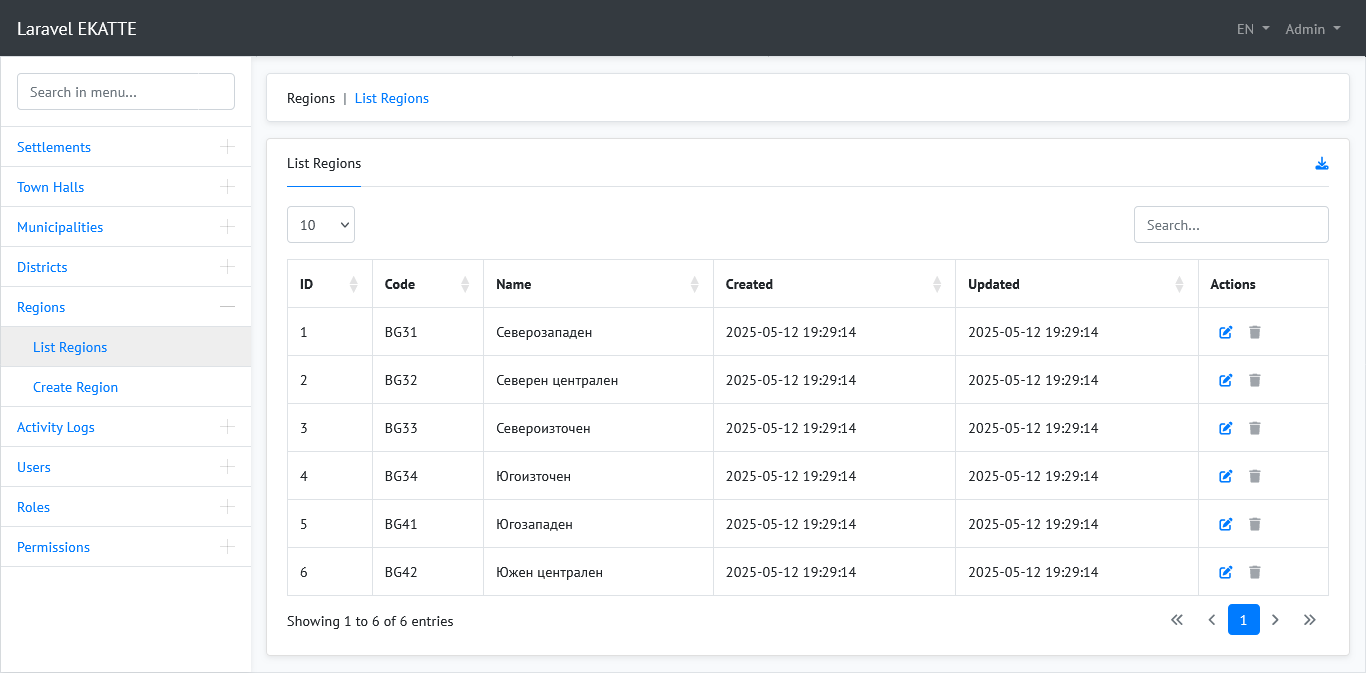 Laravel EKATTE EN Admin
Search in menu...
Settlements
Town Halls
Municipalities
Districts
Regions
List Regions
Create Region
Activity Logs
Users
Roles
Permissions
Regions | List Regions
List Regions
10 Search...
ID Code Name Created Updated Actions
1 BG31 Северозападен 2025-05-12 19:29:14 2025-05-12 19:29:14
2 BG32 Северен централен 2025-05-12 19:29:14 2025-05-12 19:29:14
3 BG33 Североизточен 2025-05-12 19:29:14 2025-05-12 19:29:14
4 BG34 Югоизточен 2025-05-12 19:29:14 2025-05-12 19:29:14
5 BG41 Югозападен 2025-05-12 19:29:14 2025-05-12 19:29:14
6 BG42 Южен централен 2025-05-12 19:29:14 2025-05-12 19:29:14
Showing 1 to 6 of 6 entries 1